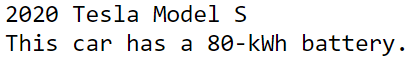 2020 Tesla Model S
This car has a 80-kWh battery.